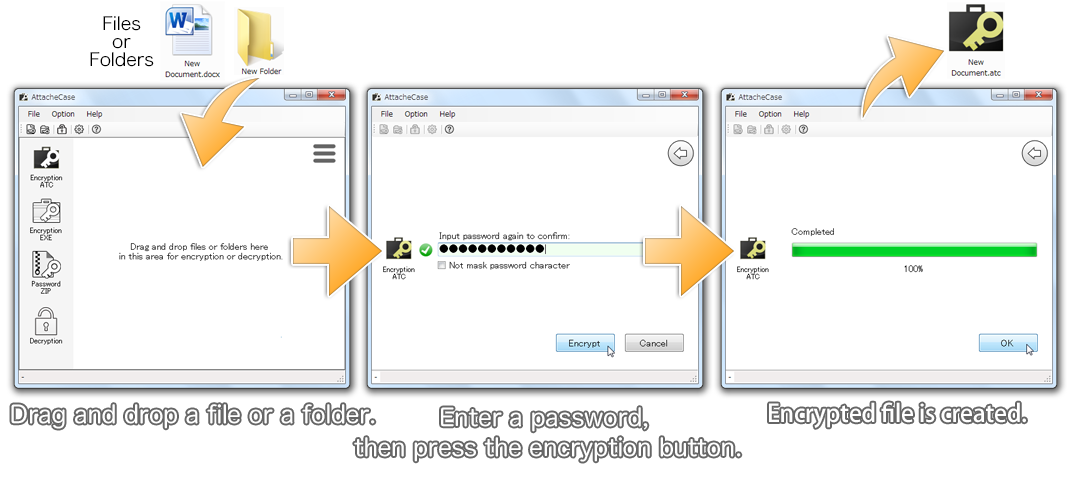 Files
or
Folders
New
Document.docx
New Folder
New
Document.atc
AttacheCase
File Option Help
Encryption
ATC
Encryption
EXE
Password
ZIP
Decryption
Drag and drop files or folders here
in this area for encryption or decryption.
-
AttacheCase
File Option Help
Encryption
ATC
Input password again to confirm:
●●●●●●●●●●●
Not mask password character
Encrypt Cancel
-
AttacheCase
File Option Help
Encryption
ATC
Completed
100%
OK
-
Drag and drop a file or a folder.
Enter a password,
then press the encryption button.
Encrypted file is created.